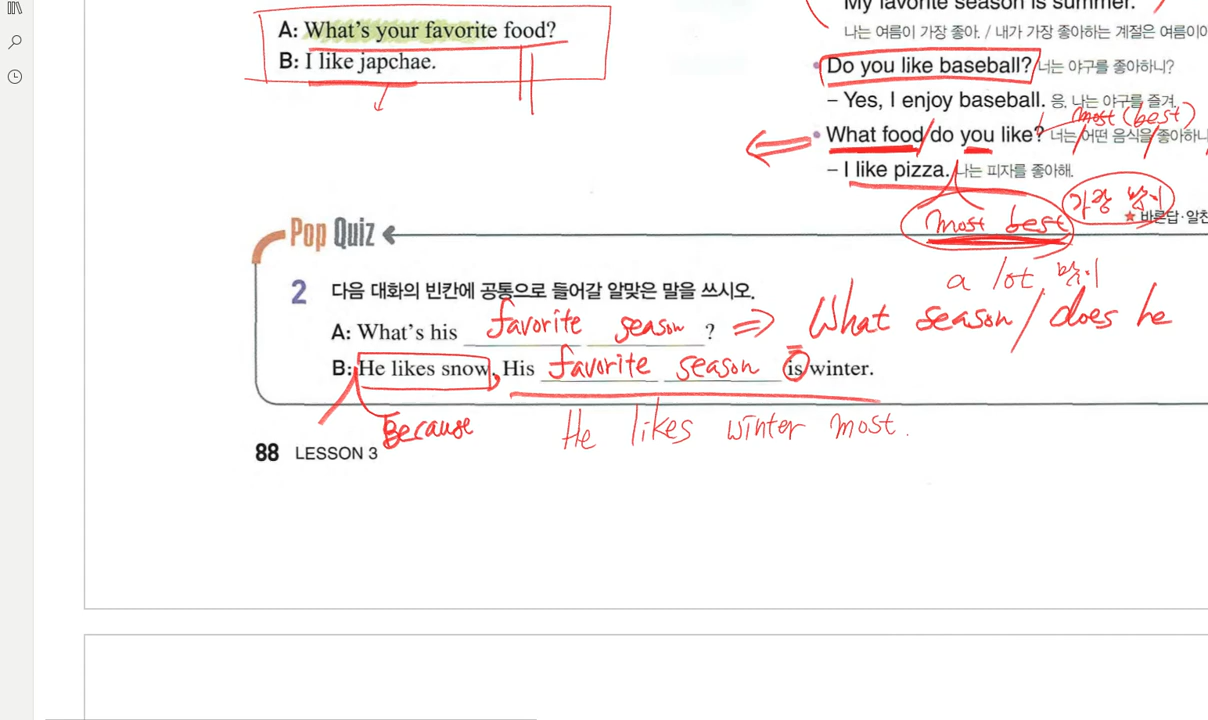 A: What's your favorite food?
B: I like japchae.
My favorite season is summer.
나는 여름이 가장 좋아. / 내가 가장 좋아하는 계절은 여름이
Do you like baseball? 너는 야구를 좋아하니?
– Yes, I enjoy baseball. 응, 나는 야구를 즐겨.
most (best)
What food / do you like? 너는 어떤 음식을 좋아하니
– I like pizza. 나는 피자를 좋아해.
most best 가장 많이
★ 바른답·알찬
a lot 많이
Pop Quiz
2 다음 대화의 빈칸에 공통으로 들어갈 알맞은 말을 쓰시오.
A: What's his favorite season ? ⇒ What season / does he
B: He likes snow, His favorite season is winter.
Because He likes winter most.
88 LESSON 3